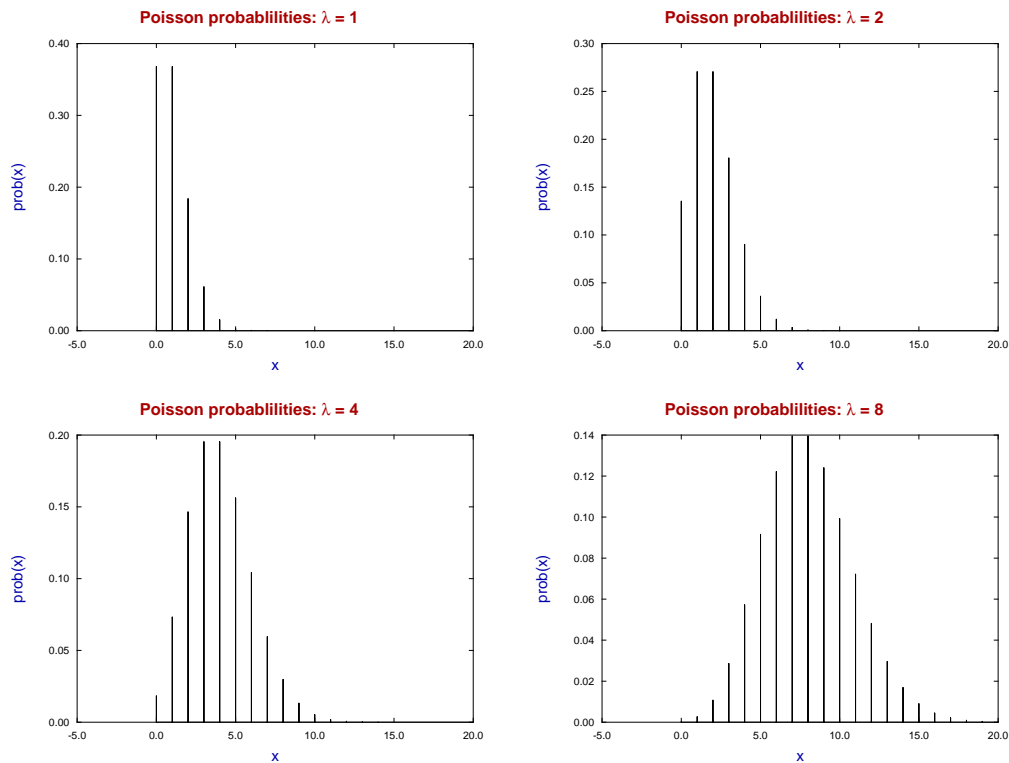 Poisson probablilities: λ = 1
0.40
0.30
0.20
0.10
0.00
prob(x)
-5.0 0.0 5.0 10.0 15.0 20.0
x
Poisson probablilities: λ = 2
0.30
0.25
0.20
0.15
0.10
0.05
0.00
prob(x)
-5.0 0.0 5.0 10.0 15.0 20.0
x
Poisson probablilities: λ = 4
0.20
0.15
0.10
0.05
0.00
prob(x)
-5.0 0.0 5.0 10.0 15.0 20.0
x
Poisson probablilities: λ = 8
0.14
0.12
0.10
0.08
0.06
0.04
0.02
0.00
prob(x)
-5.0 0.0 5.0 10.0 15.0 20.0
x